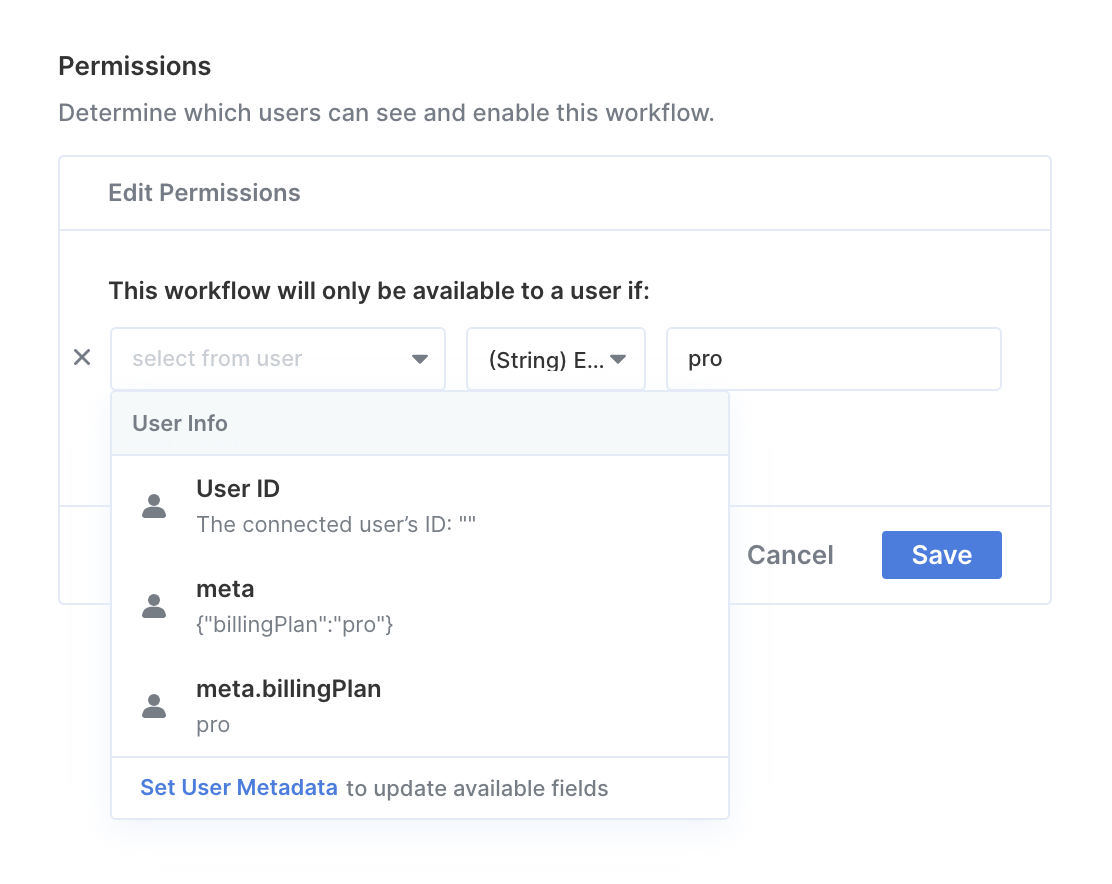 Permissions
Determine which users can see and enable this workflow.
Edit Permissions
This workflow will only be available to a user if:
select from user
(String) E...
pro
User Info
User ID
The connected user’s ID: ""
meta
{"billingPlan":"pro"}
meta.billingPlan
pro
Set User Metadata to update available fields
Cancel
Save